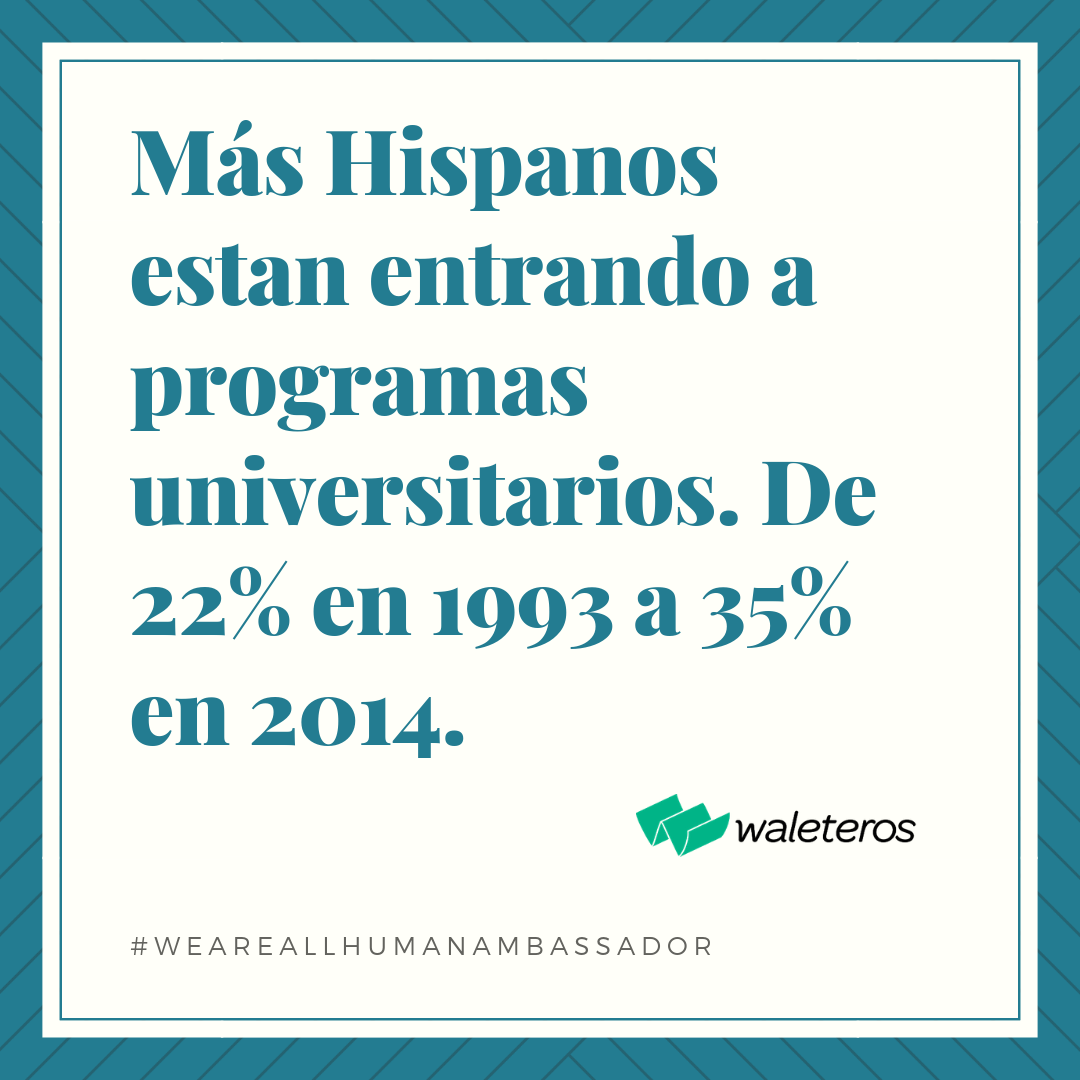 Más Hispanos
estan entrando a
programas
universitarios. De
22% en 1993 a 35%
en 2014.
waleteros
#WEAREALLHUMANAMBASSADOR